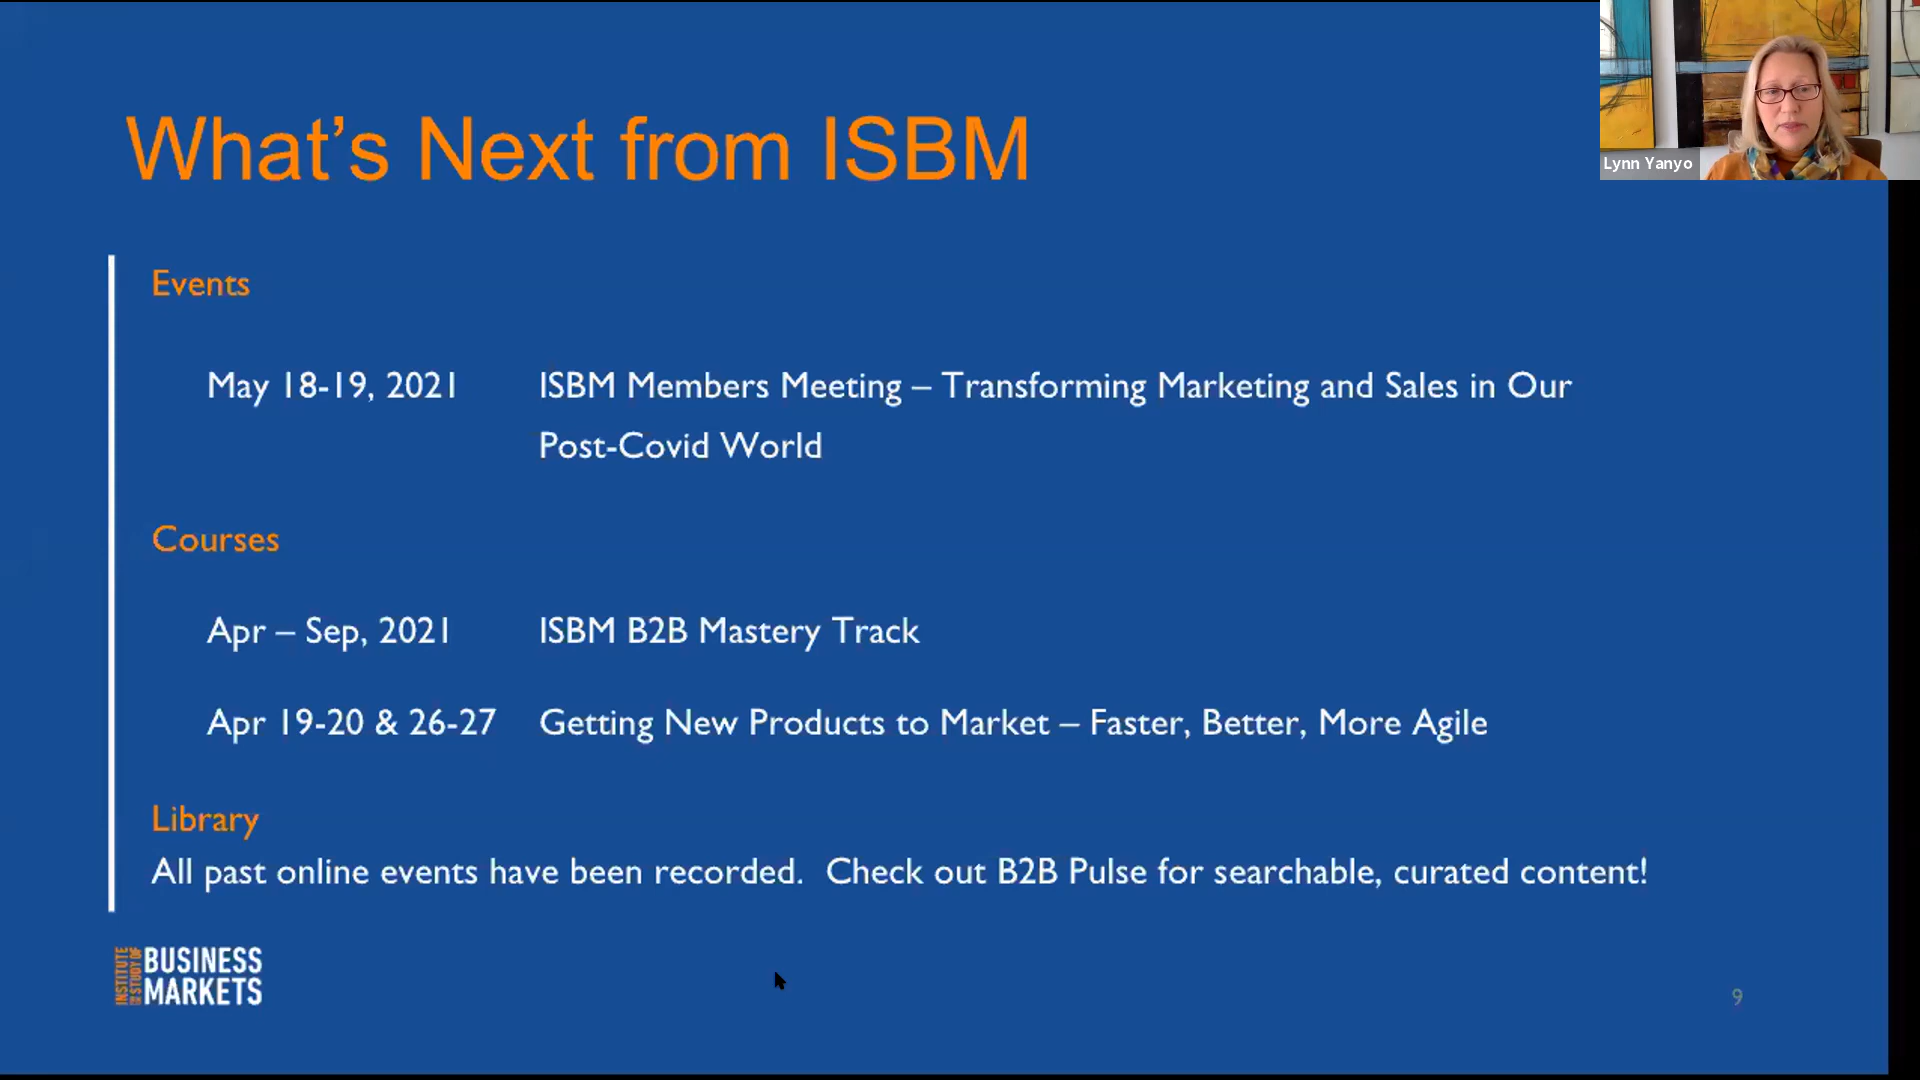 What's Next from ISBM
Lynn Yanyo
Events
May 18-19, 2021 ISBM Members Meeting – Transforming Marketing and Sales in Our
Post-Covid World
Courses
Apr – Sep, 2021 ISBM B2B Mastery Track
Apr 19-20 & 26-27 Getting New Products to Market – Faster, Better, More Agile
Library
All past online events have been recorded. Check out B2B Pulse for searchable, curated content!
INSTITUTE
FOR THE STUDY OF
BUSINESS
MARKETS
9